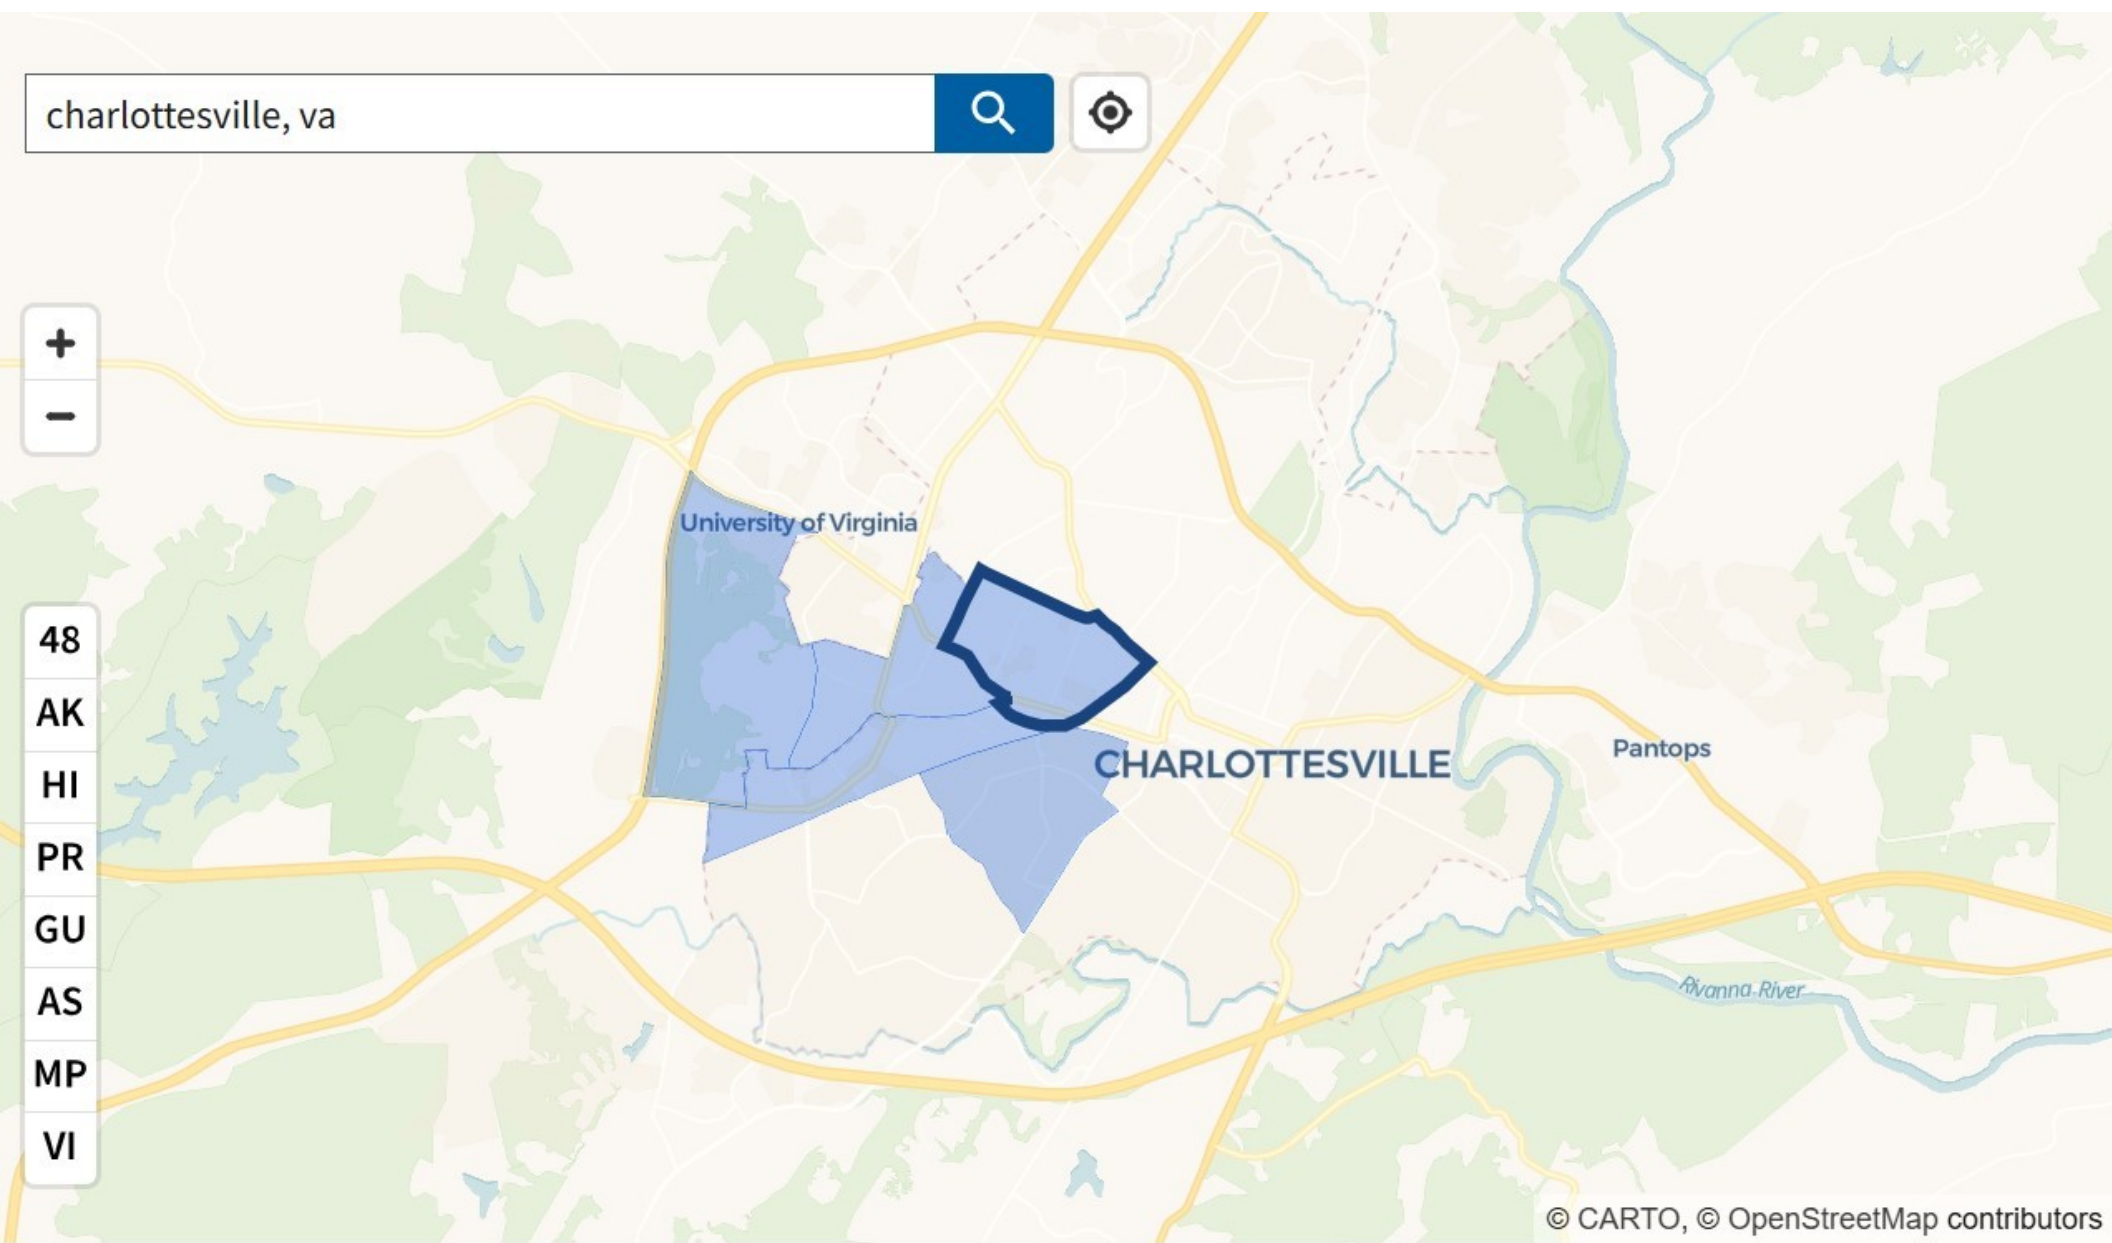 charlottesville, va
+
−
University of Virginia
48
AK
HI
PR
GU
AS
MP
VI
CHARLOTTESVILLE
Pantops
Rivanna River
© CARTO, © OpenStreetMap contributors